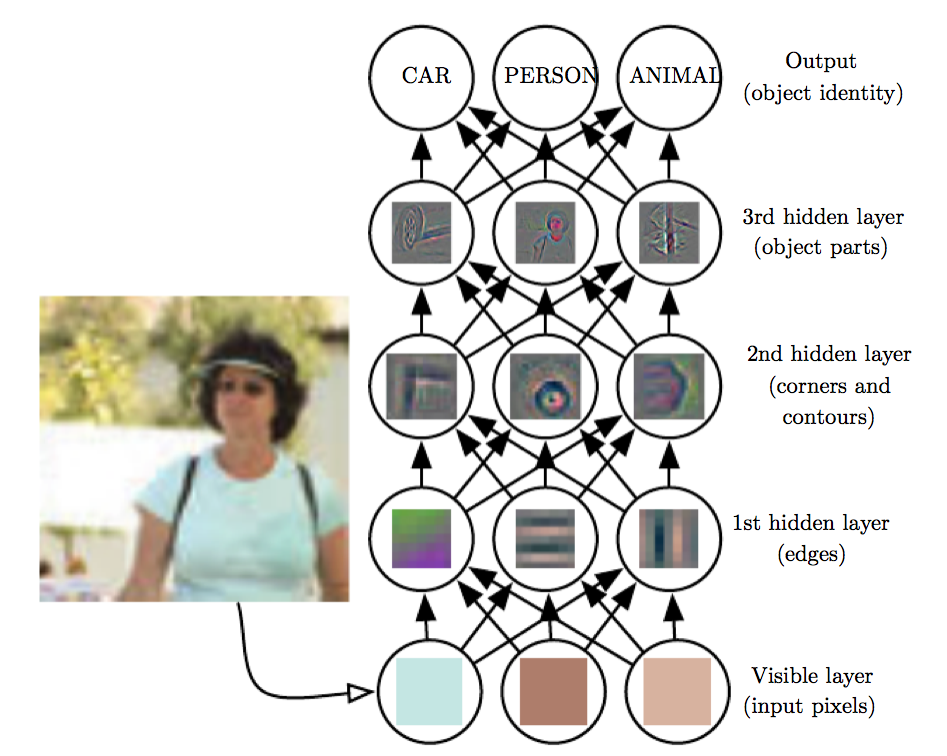 CAR
PERSON
ANIMAL
Output
(object identity)
3rd hidden layer
(object parts)
2nd hidden layer
(corners and
contours)
1st hidden layer
(edges)
Visible layer
(input pixels)